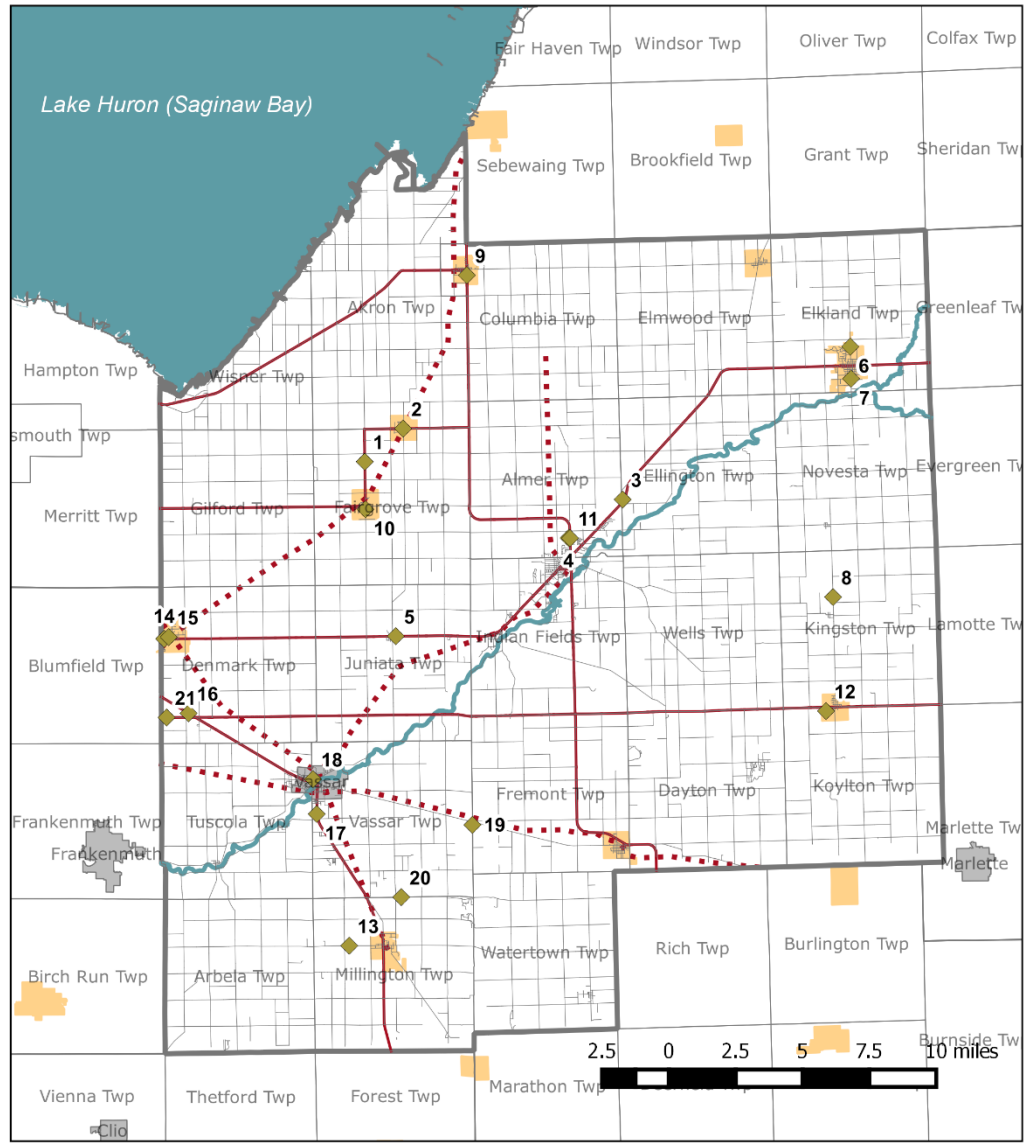 Fair Haven Twp
Windsor Twp
Oliver Twp
Colfax Twp
Lake Huron (Saginaw Bay)
Sebewaing Twp
Brookfield Twp
Grant Twp
Sheridan Tw
9
Akron Twp
Columbia Twp
Elmwood Twp
Elkland Twp
Greenleaf Tw
Hampton Twp
Wisner Twp
6
7
2
smouth Twp
1
Almer Twp
3
Ellington Twp
Novesta Twp
Evergreen Tw
Merritt Twp
Gilford Twp
Fairgrove Twp
10
11
4
8
14
15
5
Blumfield Twp
Denmark Twp
Juniata Twp
Indian Fields Twp
Wells Twp
Kingston Twp
Lamotte Tw
21
16
12
18
Vassar
Fremont Twp
Dayton Twp
Koylton Twp
Frankenmuth Twp
Tuscola Twp
Vassar Twp
17
19
Marlette Tw
Frankenmuth
Marlette
20
13
Birch Run Twp
Arbela Twp
Millington Twp
Watertown Twp
Rich Twp
Burlington Twp
Burnside Tw
2.5 0 2.5 5 7.5 10 miles
Vienna Twp
Thetford Twp
Forest Twp
Marathon Twp
Clio